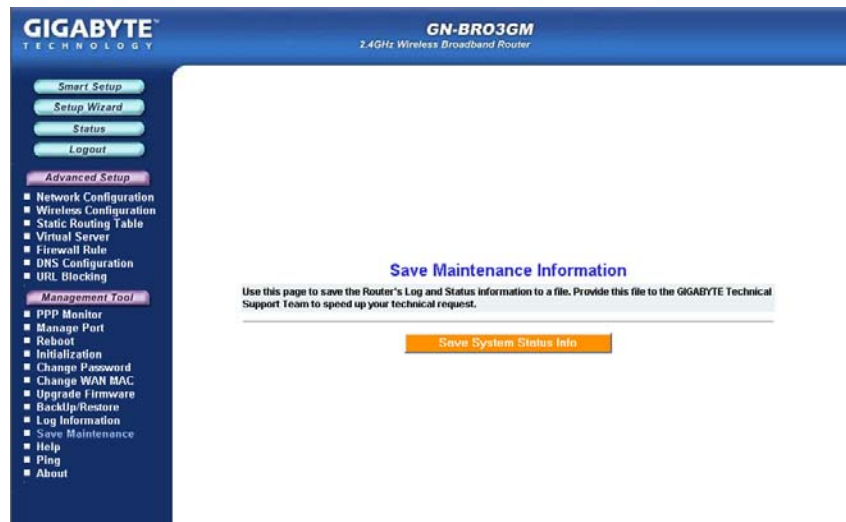 GIGABYTE™
TECHNOLOGY
GN-BR03GM
2.4GHz Wireless Broadband Router
Smart Setup
Setup Wizard
Status
Logout
Advanced Setup
Network Configuration
Wireless Configuration
Static Routing Table
Virtual Server
Firewall Rule
DNS Configuration
URL Blocking
Management Tool
PPP Monitor
Manage Port
Reboot
Initialization
Change Password
Change WAN MAC
Upgrade Firmware
BackUp/Restore
Log Information
Save Maintenance
Help
Ping
About
Save Maintenance Information
Use this page to save the Router's Log and Status information to a file. Provide this file to the GIGABYTE Technical
Support Team to speed up your technical request.
Save System Status Info